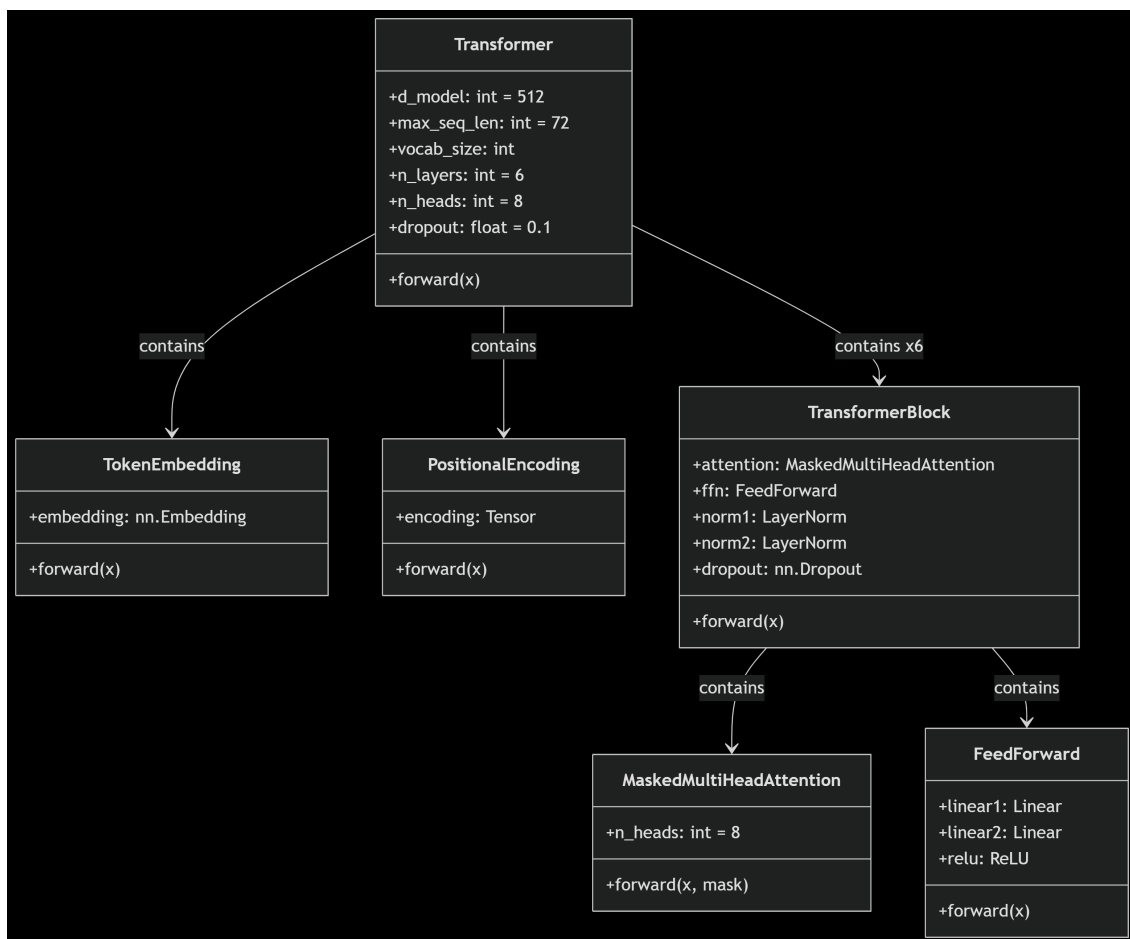 Transformer
+d_model: int = 512
+max_seq_len: int = 72
+vocab_size: int
+n_layers: int = 6
+n_heads: int = 8
+dropout: float = 0.1
+forward(x)
contains
contains
contains x6
TokenEmbedding
+embedding: nn.Embedding
+forward(x)
PositionalEncoding
+encoding: Tensor
+forward(x)
TransformerBlock
+attention: MaskedMultiHeadAttention
+ffn: FeedForward
+norm1: LayerNorm
+norm2: LayerNorm
+dropout: nn.Dropout
+forward(x)
contains
contains
MaskedMultiHeadAttention
+n_heads: int = 8
+forward(x, mask)
FeedForward
+linear1: Linear
+linear2: Linear
+relu: ReLU
+forward(x)